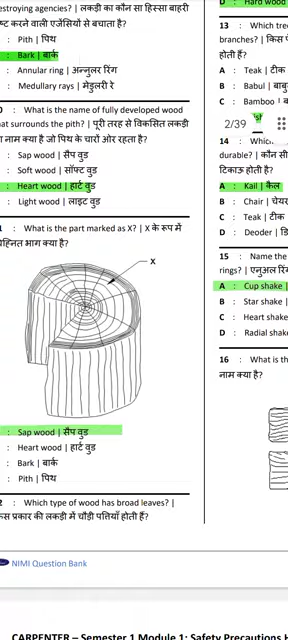 estroying agencies? | लकड़ी का कौन सा हिस्सा बाहरी
ष्ट करने वाली एजेंसियों से बचाता है?
: Pith | पिथ
: Bark | बार्क
: Annular ring | अन्नुलर रिंग
: Medullary rays | मेडुलरी रे
0 : What is the name of fully developed wood
hat surrounds the pith? | पूरी तरह से विकसित लकड़ी
ा नाम क्या है जो पिथ के चारों ओर रहता है?
: Sap wood | सैप वुड
: Soft wood | सॉफ्ट वुड
: Heart wood | हार्ट वुड
: Light wood | लाइट वुड
1 : What is the part marked as X? | X के रूप में
चिह्नित भाग क्या है?
X
: Sap wood | सैप वुड
: Heart wood | हार्ट वुड
: Bark | बार्क
: Pith | पिथ
2 : Which type of wood has broad leaves? |
कस प्रकार की लकड़ी में चौड़ी पत्तियाँ होती हैं?
D : Hard wood
13 : Which tree
branches? | किस
होती हैं?
A : Teak | टीक
B : Babul | बाबु
C : Bamboo |
2/39
14 : Which
durable? | कौन सी
टिकाऊ होती है?
A : Kail | कैल
B : Chair | चेयर
C : Teak | टीक
D : Deoder |
15 : Name the
rings? | एनुअल
A : Cup shake |
B : Star shake |
C : Heart shake
D : Radial shake
16 : What is th
नाम क्या है?
NIMI Question Bank
CARPENTER – Semester 1 Module 1: Safety Precautions